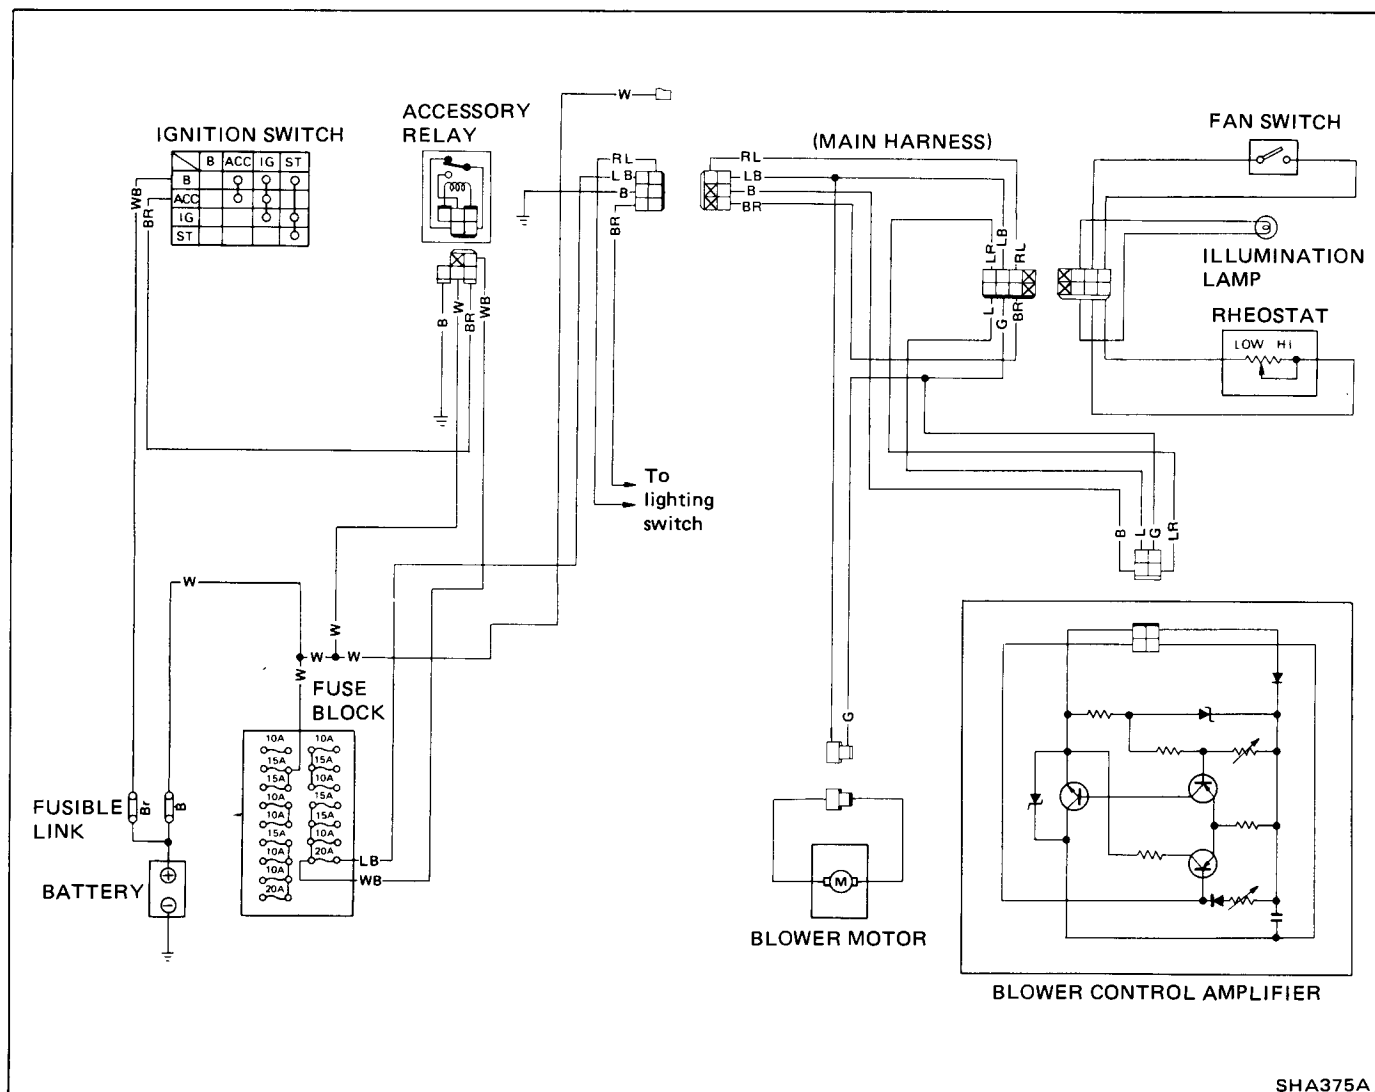 IGNITION SWITCH
B ACC IG ST
B
ACC
IG
ST
WB
BR
ACCESSORY
RELAY
B
W
BR
WB
W
RL
LB
B
BR
(MAIN HARNESS)
RL
LB
B
BR
LR
LB
RL
L
G
BR
FAN SWITCH
ILLUMINATION
LAMP
RHEOSTAT
LOW HI
To
lighting
switch
B
L
G
LR
W
W
W
W
W
FUSE
BLOCK
10A 10A
15A 15A
15A 10A
10A 15A
10A 15A
15A 10A
10A 20A
10A
20A
LB
WB
FUSIBLE
LINK
Br
B
BATTERY
+
−
G
M
BLOWER MOTOR
BLOWER CONTROL AMPLIFIER
SHA375A